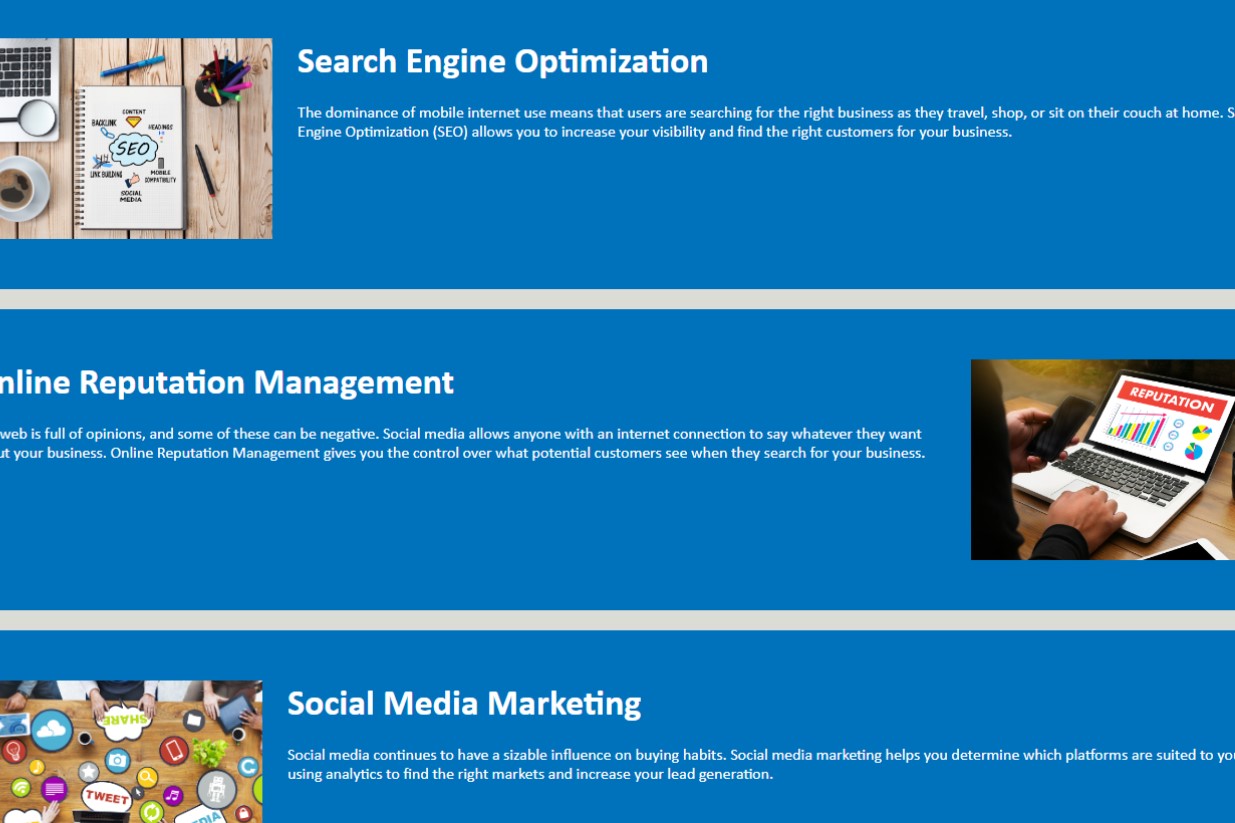 Search Engine Optimization
The dominance of mobile internet use means that users are searching for the right business as they travel, shop, or sit on their couch at home. S
Engine Optimization (SEO) allows you to increase your visibility and find the right customers for your business.
CONTENT
BACKLINK
HEADINGS
SEO
LINK BUILDING
MOBILE
COMPATIBILITY
SOCIAL
MEDIA
nline Reputation Management
web is full of opinions, and some of these can be negative. Social media allows anyone with an internet connection to say whatever they want
ut your business. Online Reputation Management gives you the control over what potential customers see when they search for your business.
REPUTATION
Social Media Marketing
Social media continues to have a sizable influence on buying habits. Social media marketing helps you determine which platforms are suited to yo
using analytics to find the right markets and increase your lead generation.
SHARE
TWEET